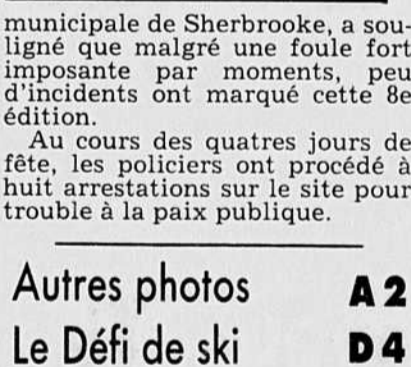 municipale de Sherbrooke, a sou-
ligné que malgré une foule fort
imposante par moments, peu
d'incidents ont marqué cette 8e
édition.
Au cours des quatres jours de
fête, les policiers ont procédé à
huit arrestations sur le site pour
trouble à la paix publique.
Autres photos A 2
Le Défi de ski D 4